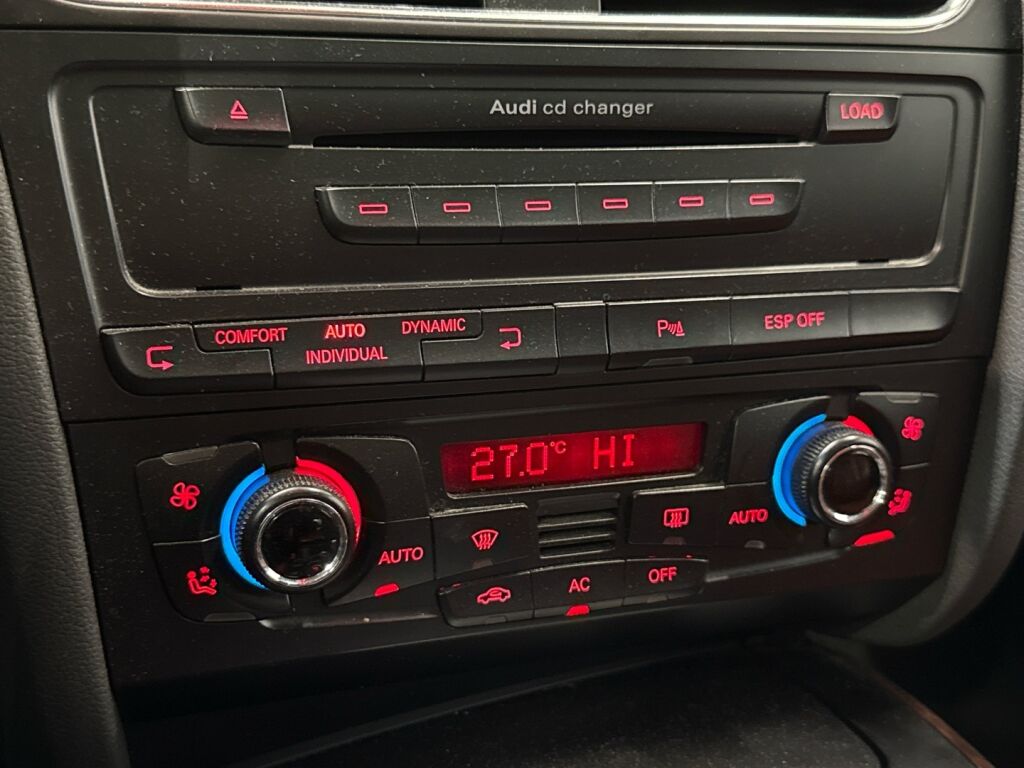 Audi cd changer
LOAD
COMFORT AUTO DYNAMIC
INDIVIDUAL
P
ESP OFF
27.0°C HI
AUTO
AUTO
AC
OFF